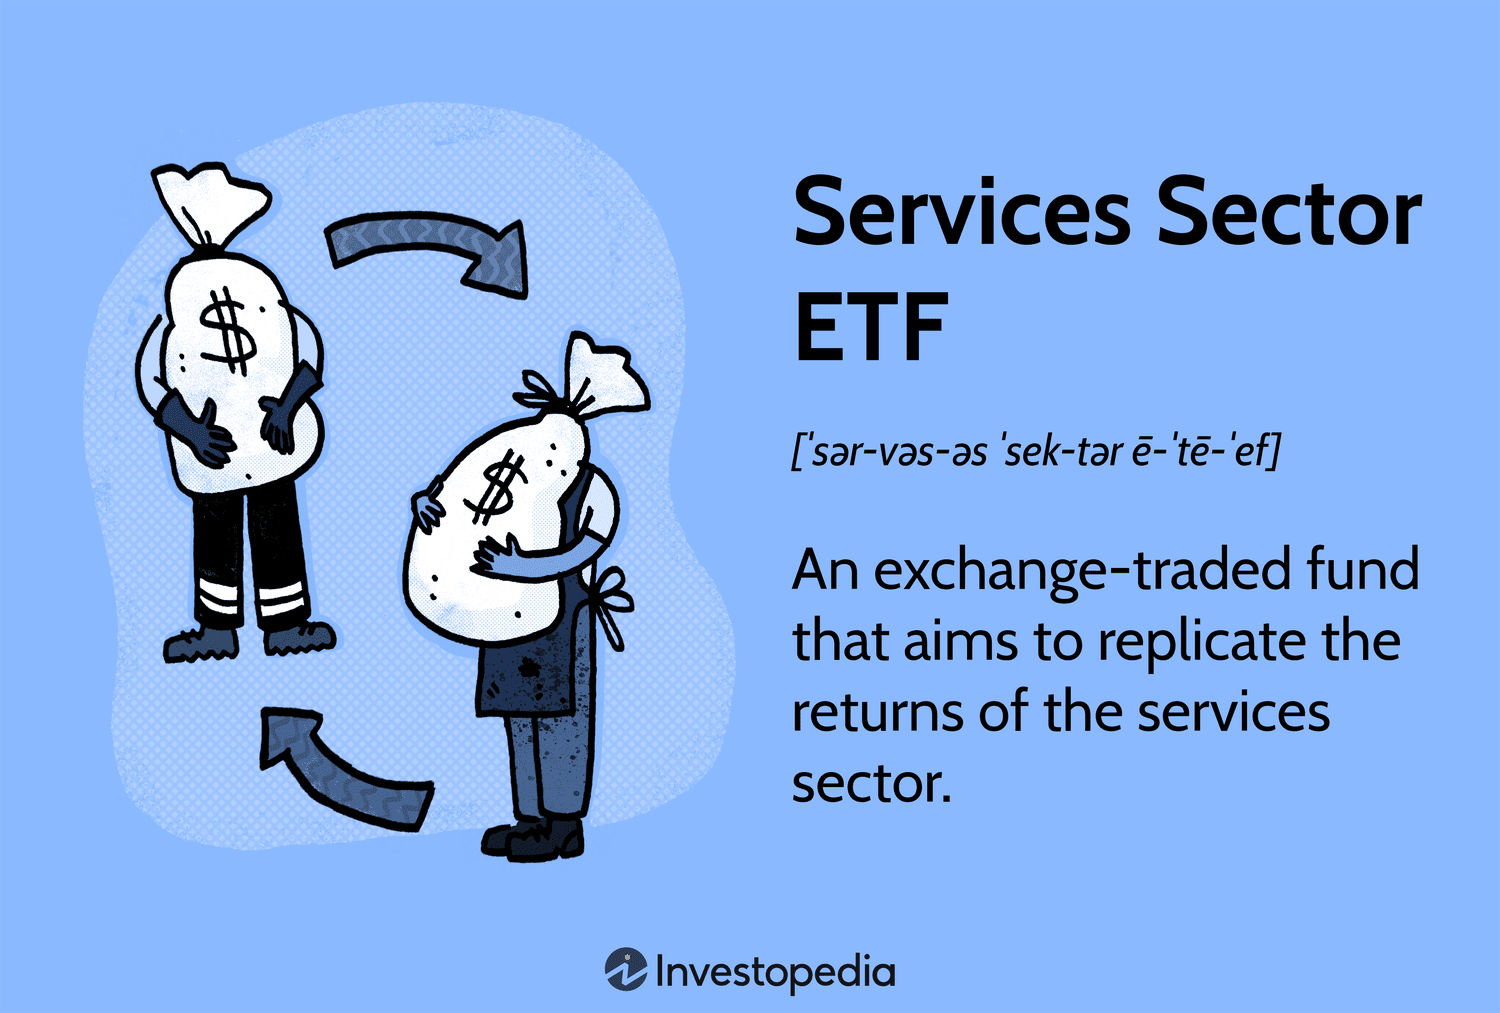 Services Sector
ETF
[ˈsər-vəs-əs ˈsek-tər ē-ˈtē-ˈef]
An exchange-traded fund
that aims to replicate the
returns of the services
sector.
$
$
Investopedia